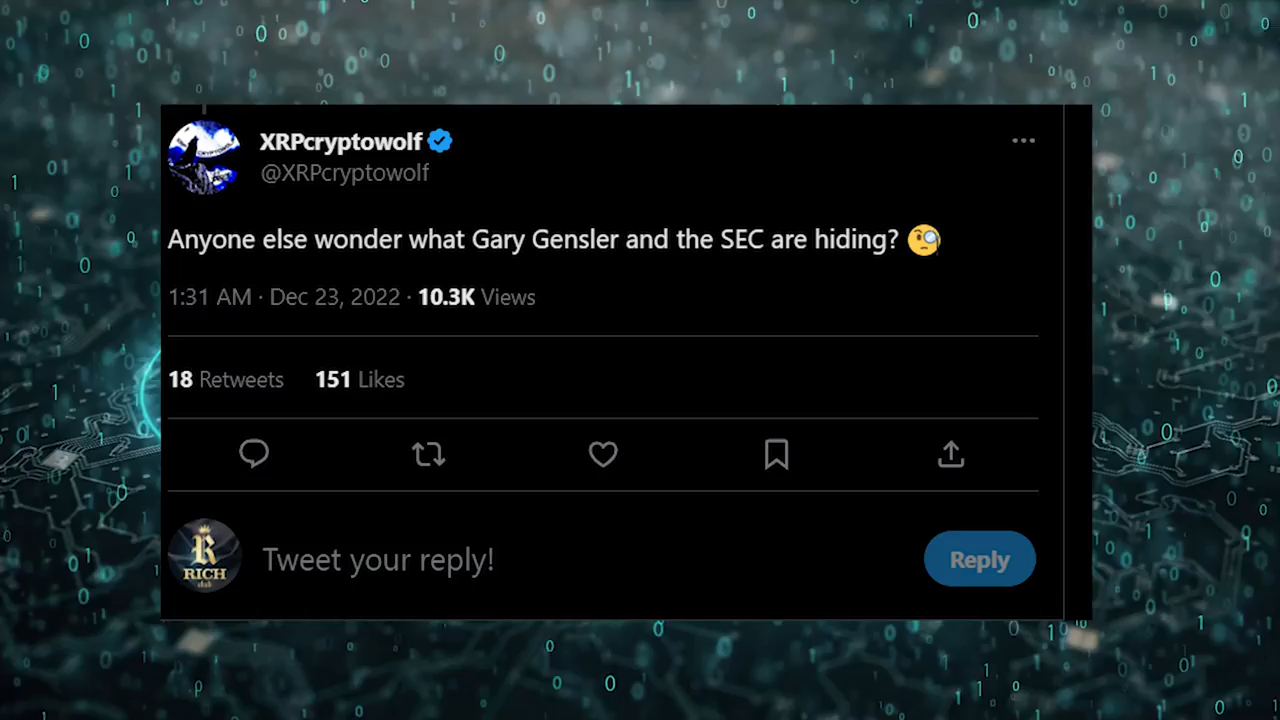 XRPcryptowolf
@XRPcryptowolf
Anyone else wonder what Gary Gensler and the SEC are hiding? 🧐
1:31 AM · Dec 23, 2022 · 10.3K Views
18 Retweets 151 Likes
R
RICH
club
Tweet your reply!
Reply